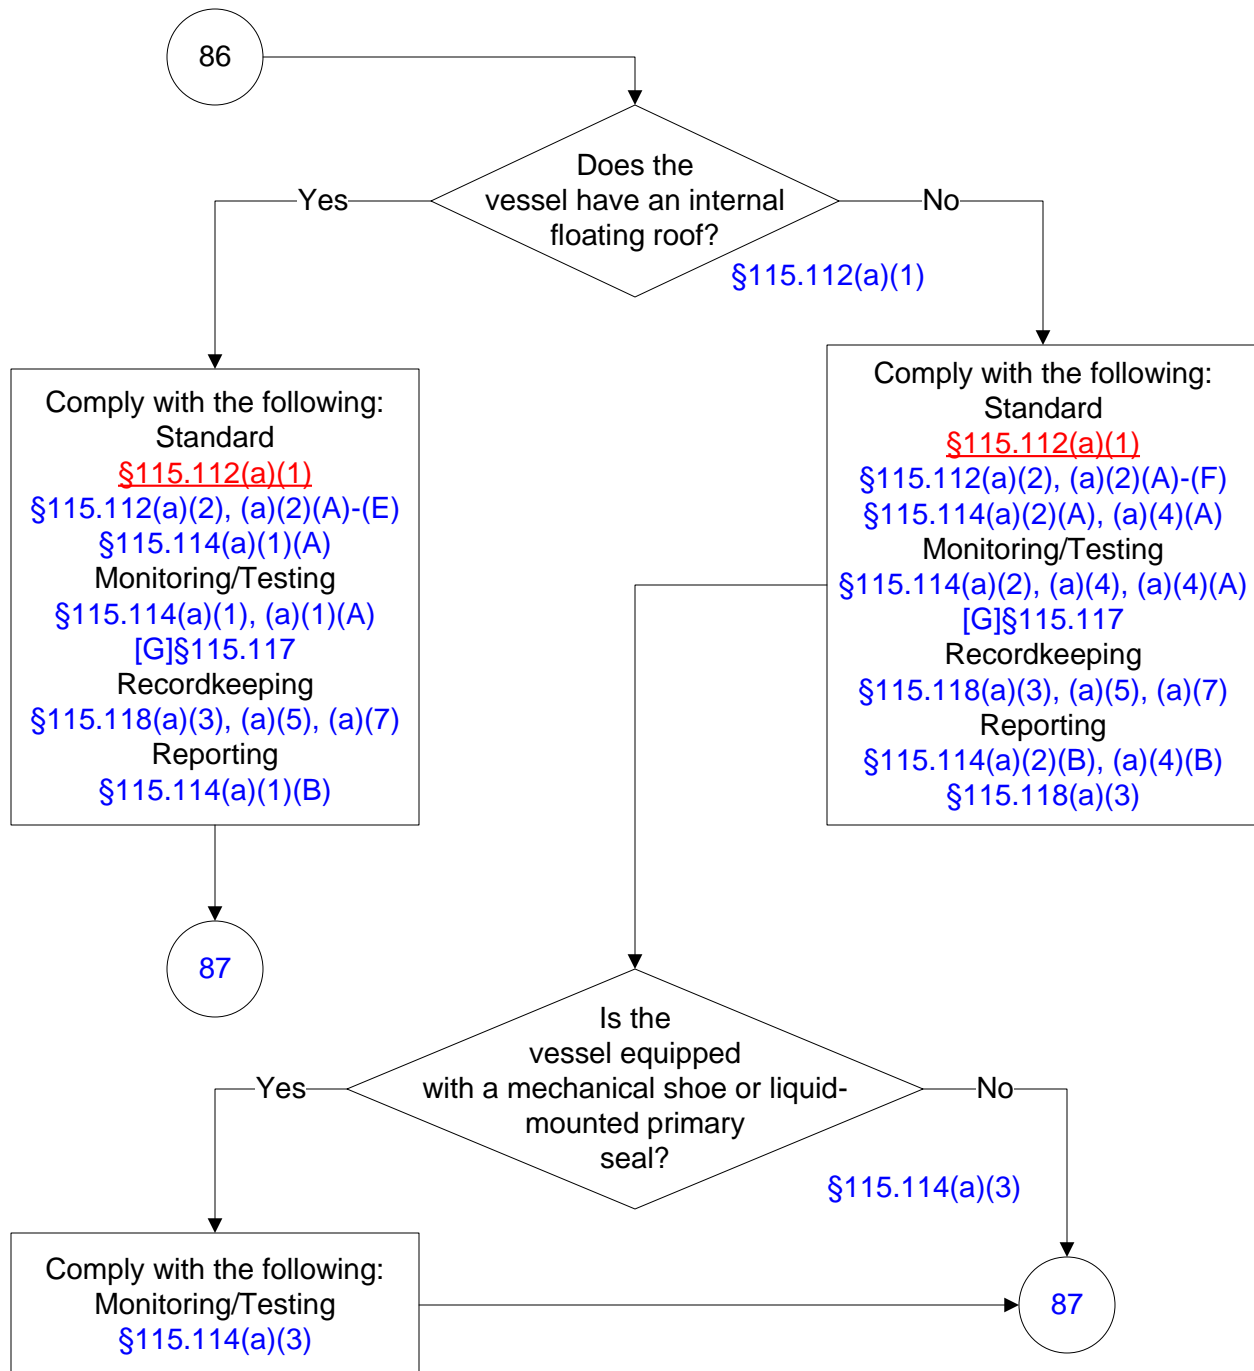 86
Does the
vessel have an internal
floating roof?
Yes
No
§115.112(a)(1)
Comply with the following:
Standard
§115.112(a)(1)
§115.112(a)(2), (a)(2)(A)-(E)
§115.114(a)(1)(A)
Monitoring/Testing
§115.114(a)(1), (a)(1)(A)
[G]§115.117
Recordkeeping
§115.118(a)(3), (a)(5), (a)(7)
Reporting
§115.114(a)(1)(B)
Comply with the following:
Standard
§115.112(a)(1)
§115.112(a)(2), (a)(2)(A)-(F)
§115.114(a)(2)(A), (a)(4)(A)
Monitoring/Testing
§115.114(a)(2), (a)(4), (a)(4)(A)
[G]§115.117
Recordkeeping
§115.118(a)(3), (a)(5), (a)(7)
Reporting
§115.114(a)(2)(B), (a)(4)(B)
§115.118(a)(3)
87
Is the
vessel equipped
with a mechanical shoe or liquid-
mounted primary
seal?
Yes
No
§115.114(a)(3)
Comply with the following:
Monitoring/Testing
§115.114(a)(3)
87